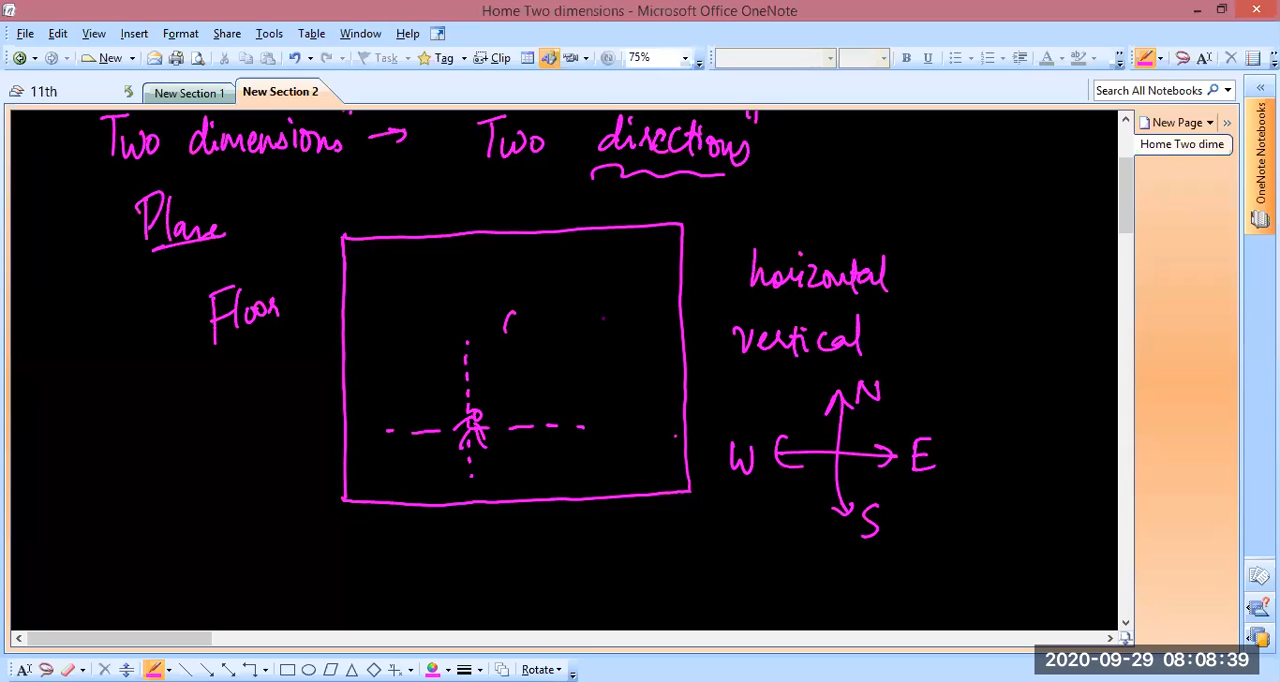 Home Two dimensions - Microsoft Office OneNote
File Edit View Insert Format Share Tools Table Window Help
New Task Tag Clip 75% B U A ab A
11th New Section 1 New Section 2 Search All Notebooks
New Page
Home Two dime
OneNote Notebooks
Two dimensions" → Two directions"
Plane
Floor
horizontal
vertical
N
W E
S
A Rotate
2020-09-29 08:08:39